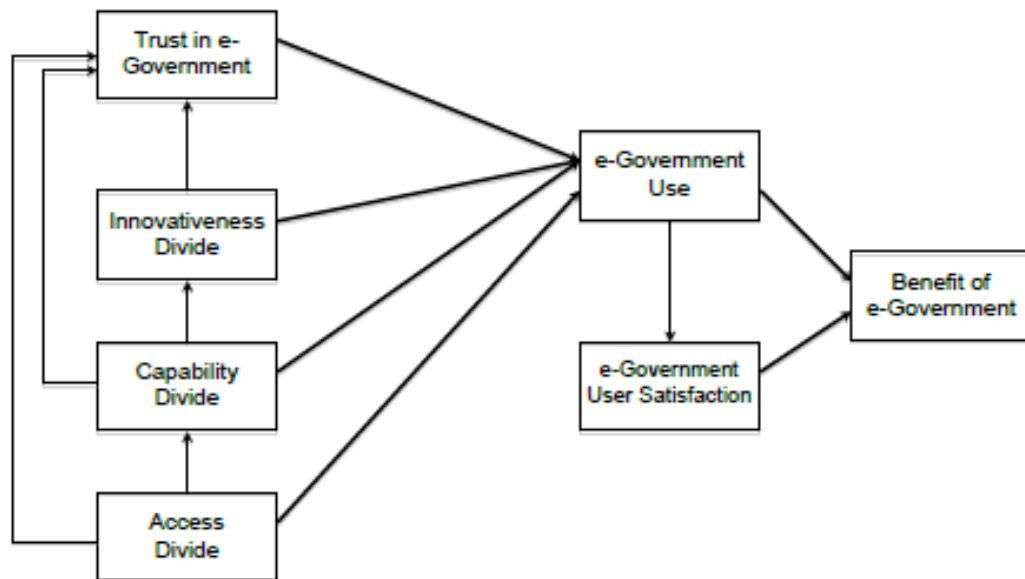 Trust in e-
Government
Innovativeness
Divide
Capability
Divide
Access
Divide
e-Government
Use
e-Government
User Satisfaction
Benefit of
e-Government